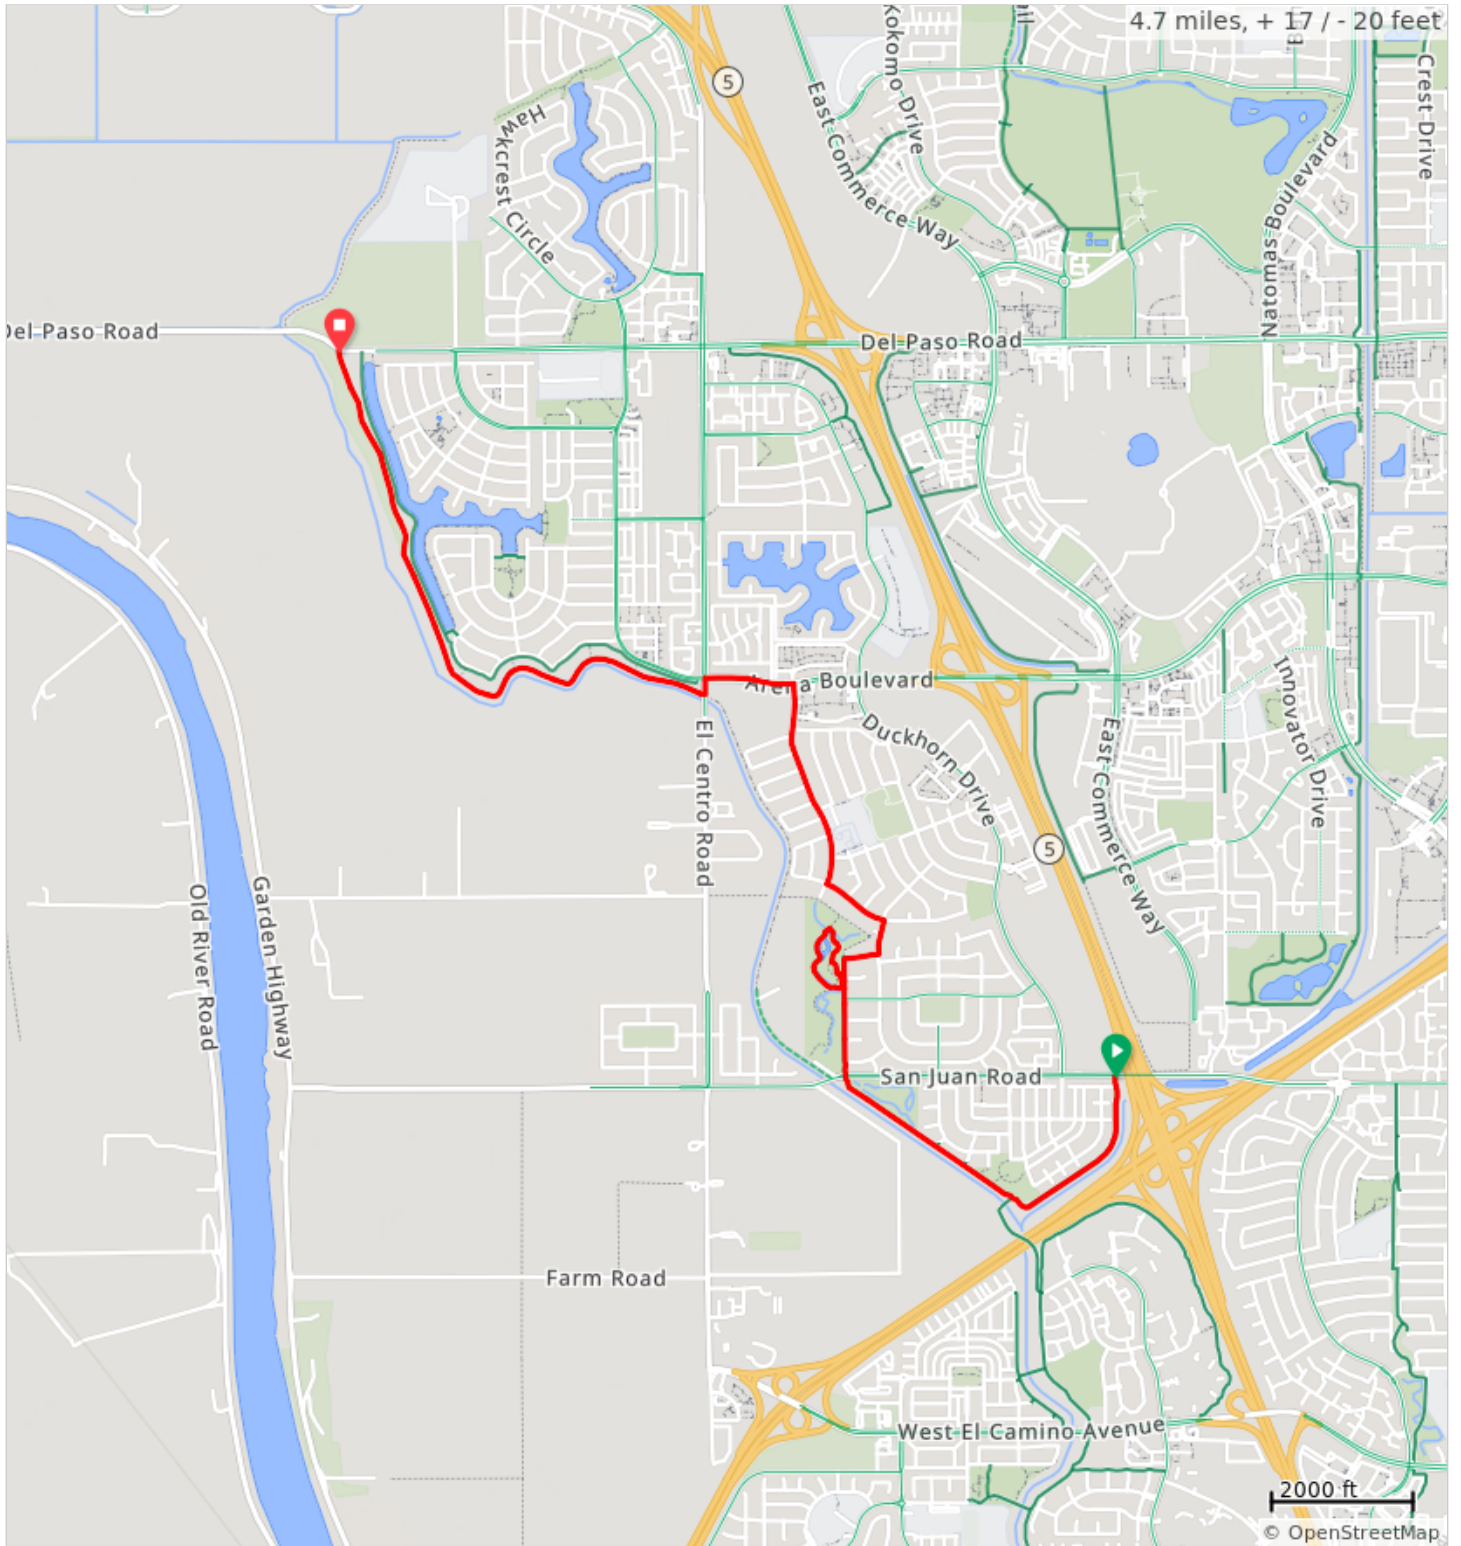 4.7 miles, + 17 / - 20 feet
Kokomo Drive
5
East Commerce Way
Crest Drive
Hawkcrest Circle
Natomas Boulevard
Del Paso Road
Del Paso Road
Arena Boulevard
El Centro Road
Duckhorn Drive
Innovator Drive
East Commerce Way
5
Old River Road
Garden Highway
San Juan Road
Farm Road
West El Camino Avenue
2000 ft
© OpenStreetMap